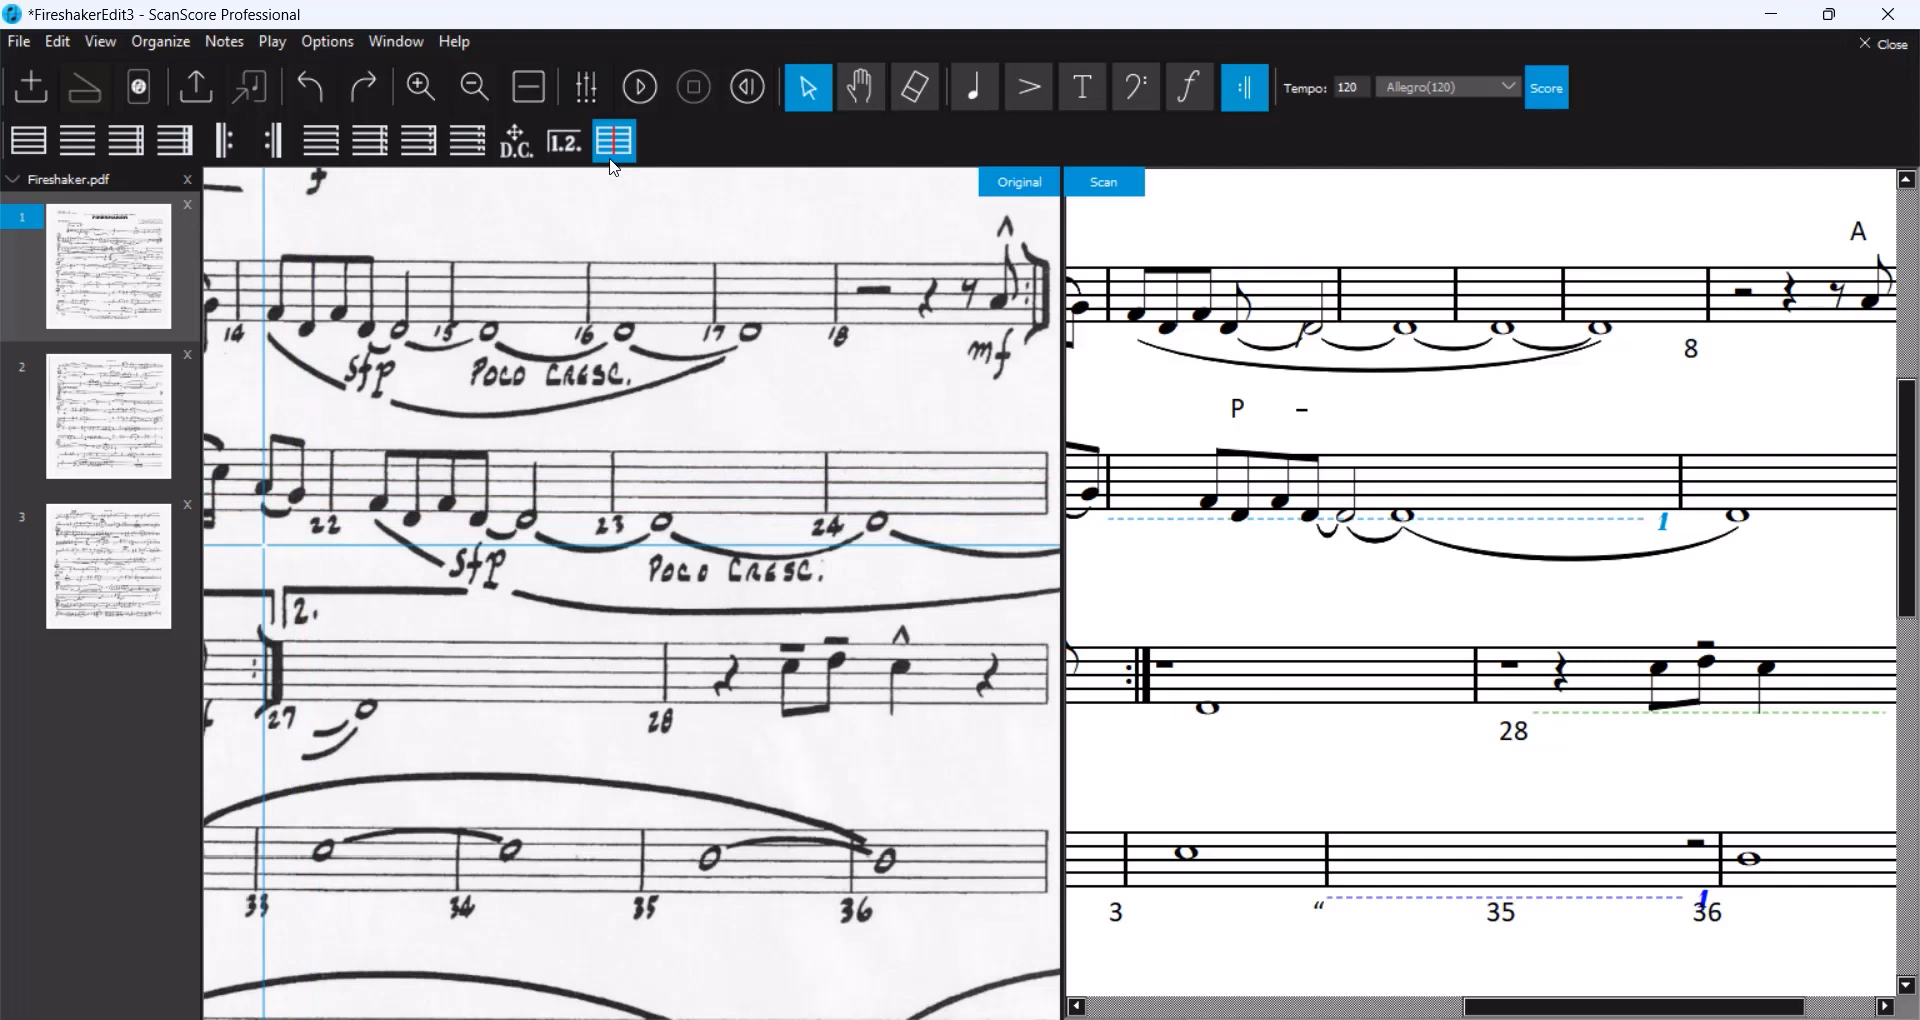 *FireshakerEdit3 - ScanScore Professional
File Edit View Organize Notes Play Options Window Help
Close
Tempo: 120 Allegro(120) Score
D.C. 1.2.
Fireshaker.pdf x
Original Scan
1 x
2 x
3 x
f
14 15 16 17 18
sfp Poco Cresc. mf
22 23 24
sfp Poco Cresc.
2.
27 28
33 34 35 36
A
8
P -
1
28
1
3 “ 35 36